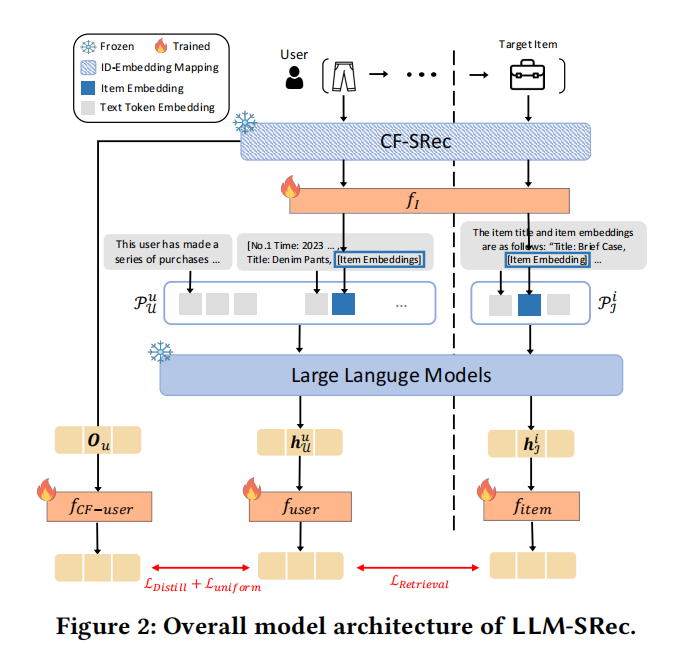 Frozen
Trained
ID-Embedding Mapping
Item Embedding
Text Token Embedding
User
Target Item
CF-SRec
f_I
This user has made a
series of purchases ...
[No.1 Time: 2023 ... ,
Title: Denim Pants, [Item Embeddings]
The item title and item embeddings
are as follows: “Title: Brief Case,
[Item Embedding] ...
𝒫_𝒰^u
...
𝒫_ℐ^i
Large Languge Models
O_u
h_𝒰^u
h_ℐ^i
f_CF−user
f_user
f_item
ℒ_Distill + ℒ_uniform
ℒ_Retrieval
Figure 2: Overall model architecture of LLM-SRec.